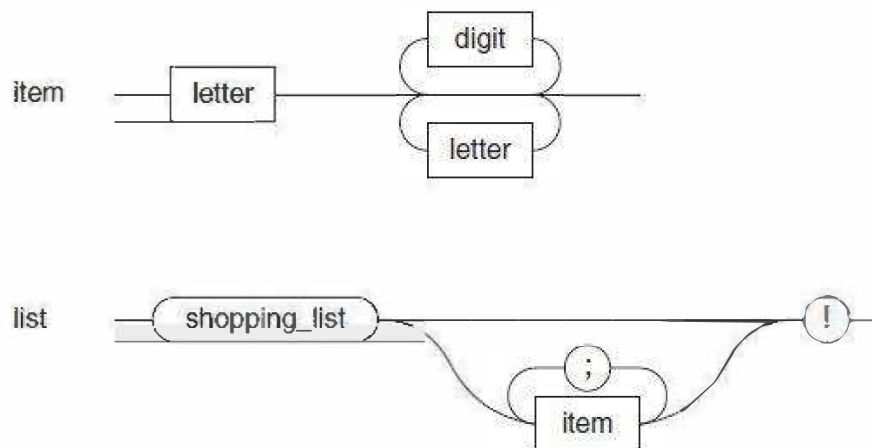 digit
item letter
letter
list shopping_list !
;
item